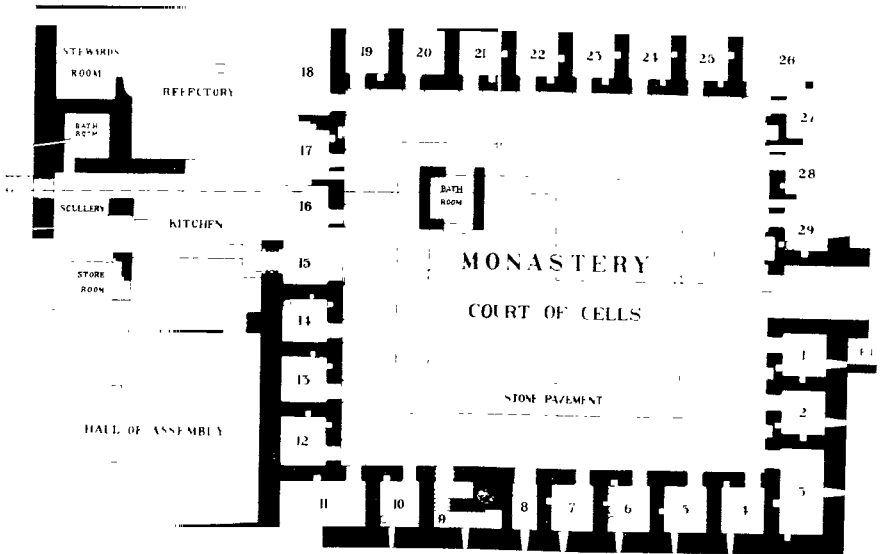 STEWARDS
ROOM
REFECTORY
BATH
ROOM
SCULLERY
KITCHEN
STORE
ROOM
HALL OF ASSEMBLY
18
19
20
21
22
23
24
25
26
27
28
29
17
16
15
14
13
12
11
10
9
8
7
6
5
4
3
2
1
BATH
ROOM
MONASTERY
COURT OF CELLS
STONE PAVEMENT